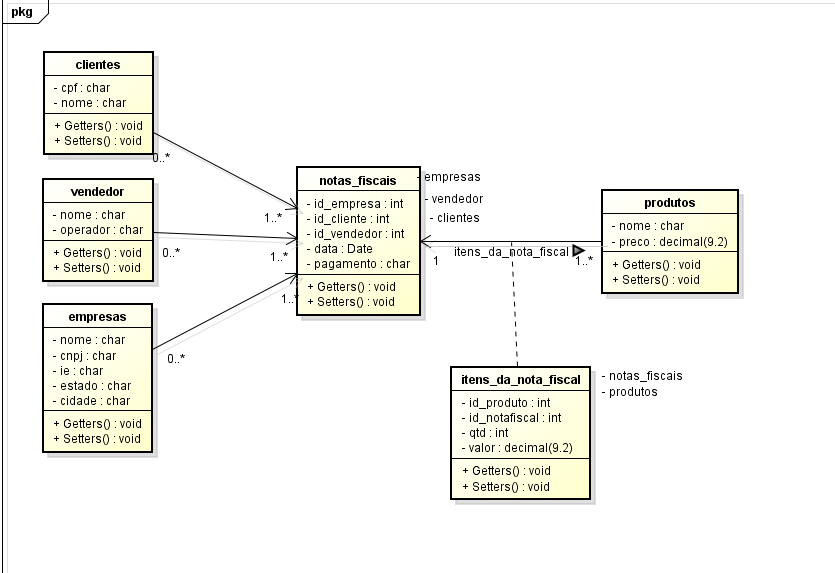 pkg
clientes
- cpf : char
- nome : char
+ Getters() : void
+ Setters() : void
0..*
1..*
vendedor
- nome : char
- operador : char
+ Getters() : void
+ Setters() : void
0..*
1..*
empresas
- nome : char
- cnpj : char
- ie : char
- estado : char
- cidade : char
+ Getters() : void
+ Setters() : void
0..*
1..*
notas_fiscais
- id_empresa : int
- id_cliente : int
- id_vendedor : int
- data : Date
- pagamento : char
+ Getters() : void
+ Setters() : void
- empresas
- vendedor
- clientes
itens_da_nota_fiscal
1
1..*
produtos
- nome : char
- preco : decimal(9.2)
+ Getters() : void
+ Setters() : void
itens_da_nota_fiscal
- id_produto : int
- id_notafiscal : int
- qtd : int
- valor : decimal(9.2)
+ Getters() : void
+ Setters() : void
- notas_fiscais
- produtos